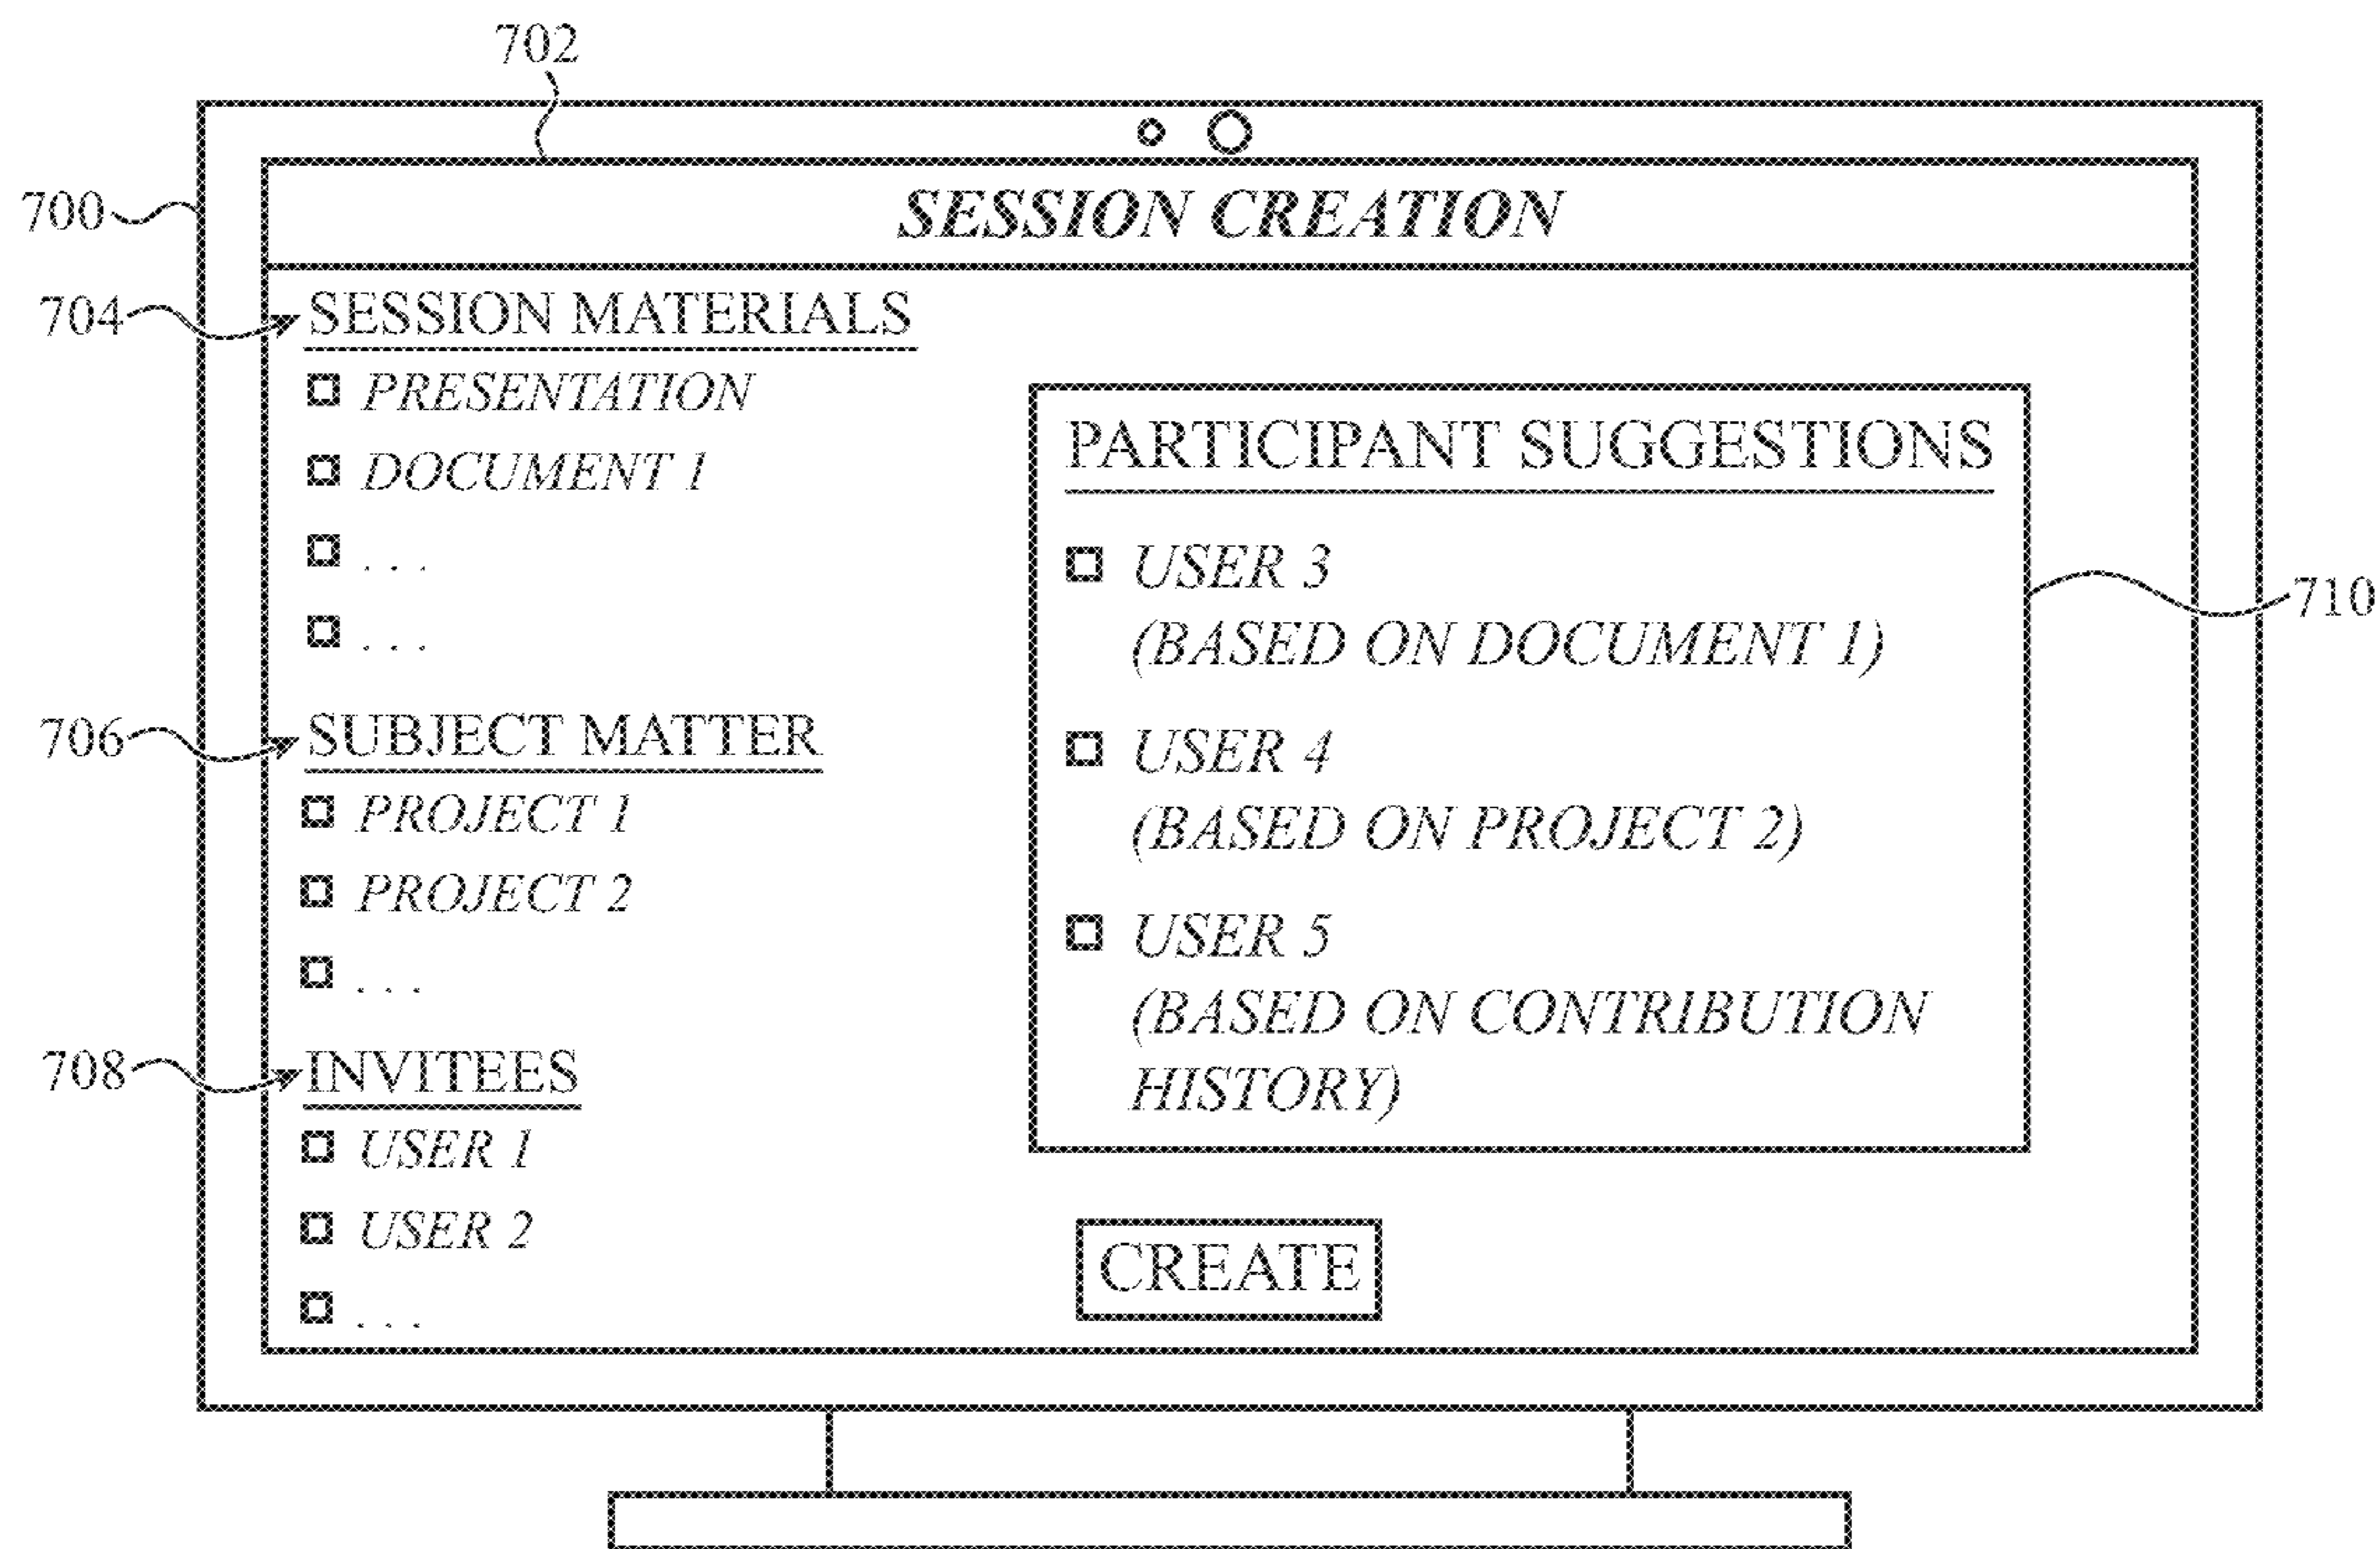 702
700
SESSION CREATION
704
SESSION MATERIALS
PRESENTATION
DOCUMENT 1
. . .
. . .
706
SUBJECT MATTER
PROJECT 1
PROJECT 2
. . .
708
INVITEES
USER 1
USER 2
. . .
PARTICIPANT SUGGESTIONS
USER 3
(BASED ON DOCUMENT 1)
USER 4
(BASED ON PROJECT 2)
USER 5
(BASED ON CONTRIBUTION
HISTORY)
710
CREATE